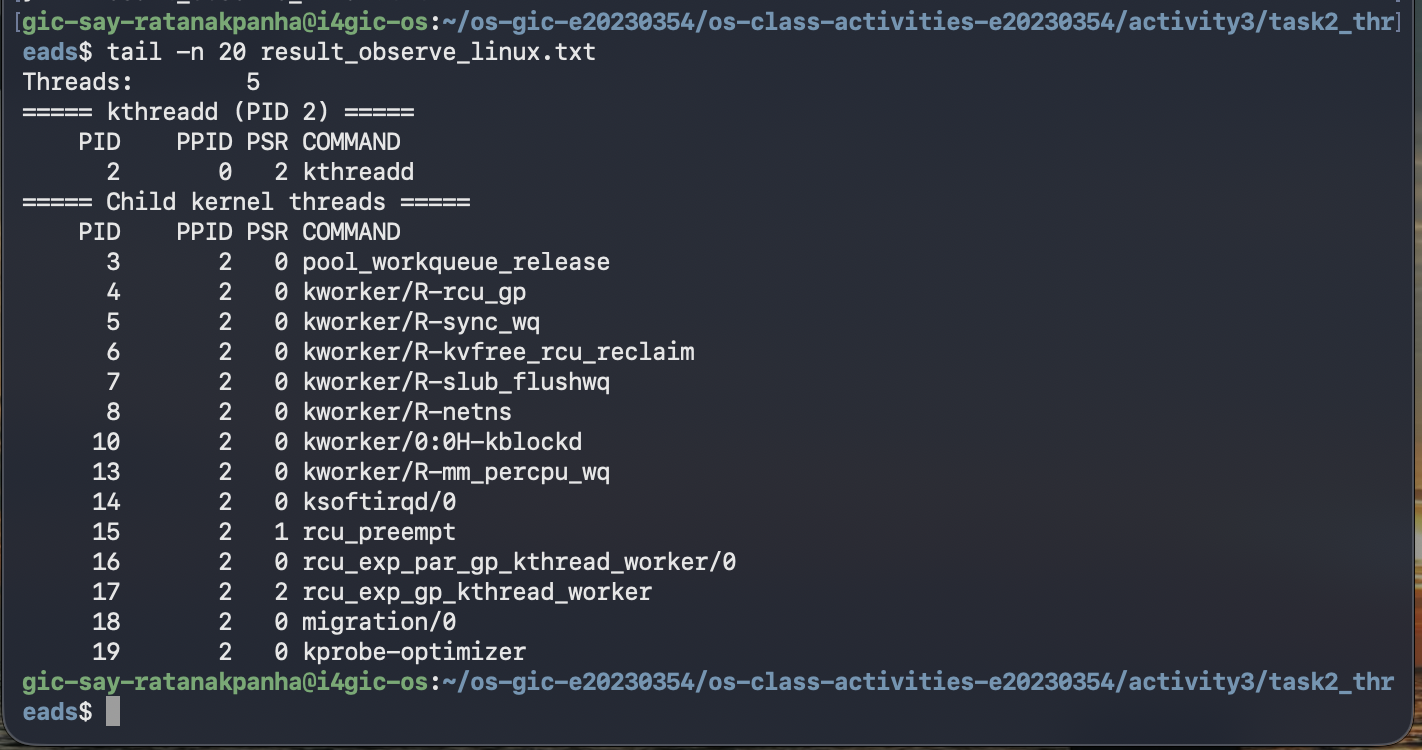 [gic-say-ratanakpanha@i4gic-os:~/os-gic-e20230354/os-class-activities-e20230354/activity3/task2_thr]
eads$ tail -n 20 result_observe_linux.txt
Threads:        5
===== kthreadd (PID 2) =====
    PID    PPID PSR COMMAND
      2       0   2 kthreadd
===== Child kernel threads =====
    PID    PPID PSR COMMAND
      3       2   0 pool_workqueue_release
      4       2   0 kworker/R-rcu_gp
      5       2   0 kworker/R-sync_wq
      6       2   0 kworker/R-kvfree_rcu_reclaim
      7       2   0 kworker/R-slub_flushwq
      8       2   0 kworker/R-netns
     10       2   0 kworker/0:0H-kblockd
     13       2   0 kworker/R-mm_percpu_wq
     14       2   0 ksoftirqd/0
     15       2   1 rcu_preempt
     16       2   0 rcu_exp_par_gp_kthread_worker/0
     17       2   2 rcu_exp_gp_kthread_worker
     18       2   0 migration/0
     19       2   0 kprobe-optimizer
gic-say-ratanakpanha@i4gic-os:~/os-gic-e20230354/os-class-activities-e20230354/activity3/task2_thr
eads$